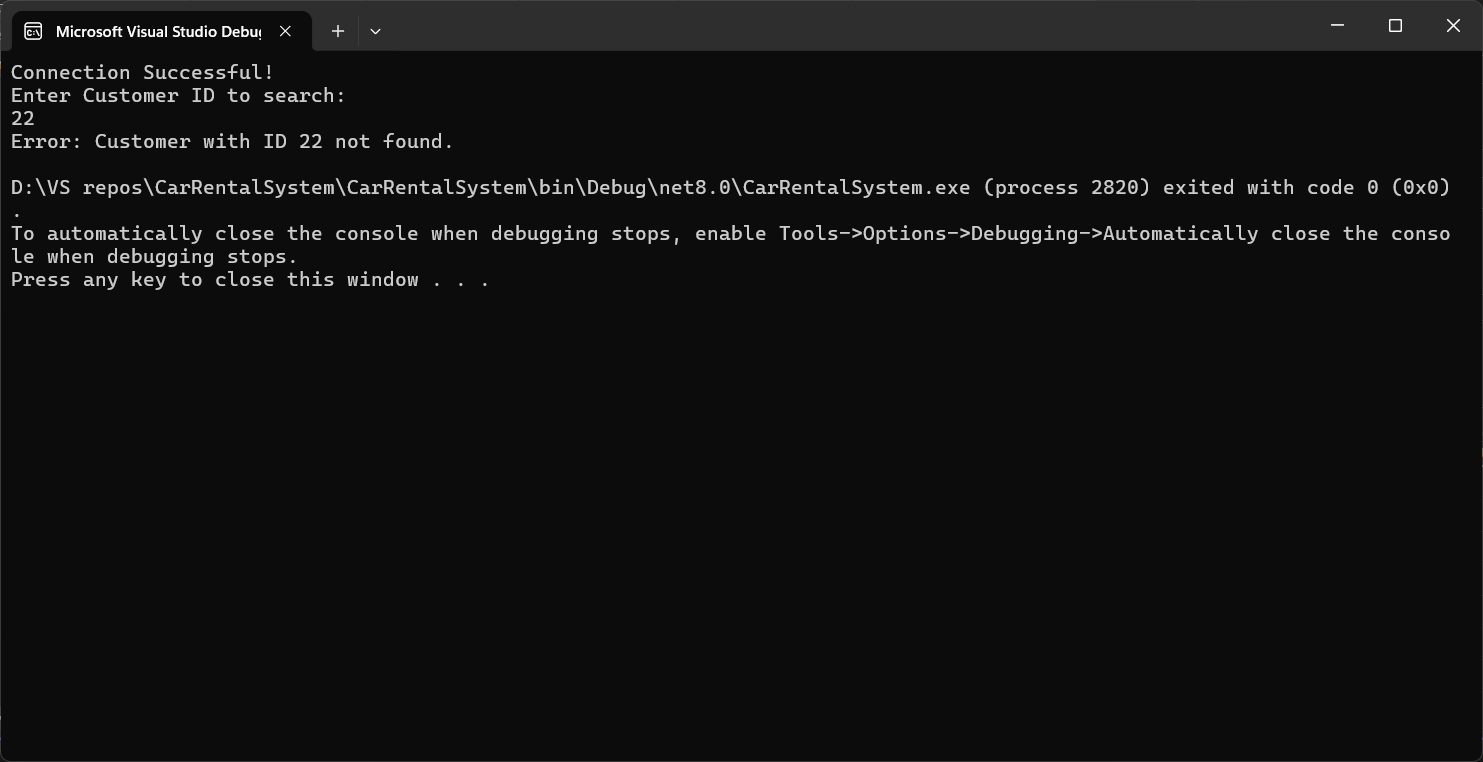 Microsoft Visual Studio Debug
Connection Successful!
Enter Customer ID to search:
22
Error: Customer with ID 22 not found.
D:\VS repos\CarRentalSystem\CarRentalSystem\bin\Debug\net8.0\CarRentalSystem.exe (process 2820) exited with code 0 (0x0)
.
To automatically close the console when debugging stops, enable Tools->Options->Debugging->Automatically close the conso
le when debugging stops.
Press any key to close this window . . .